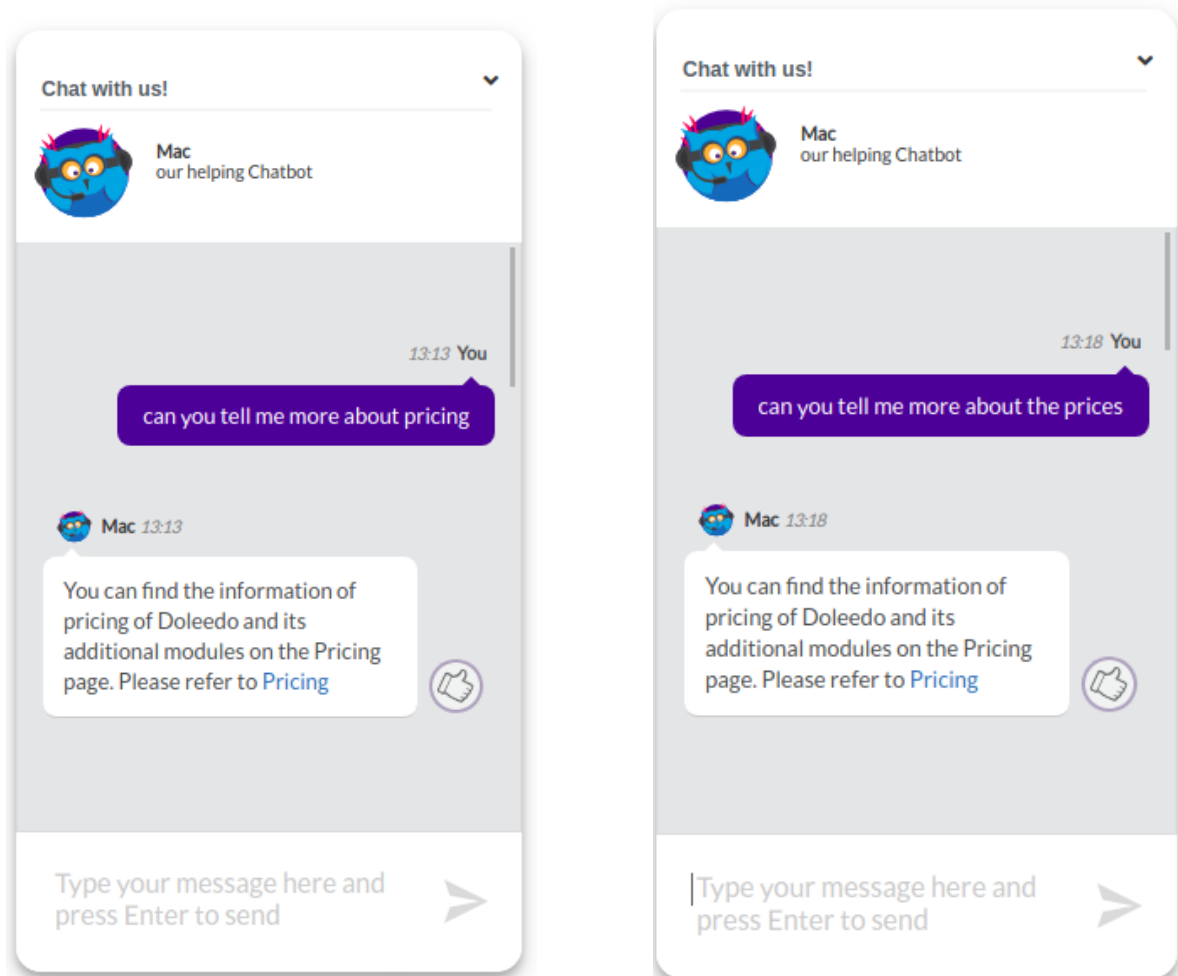 Chat with us!
Mac
our helping Chatbot
13:13 You
can you tell me more about pricing
Mac 13:13
You can find the information of
pricing of Doleedo and its
additional modules on the Pricing
page. Please refer to Pricing
Type your message here and
press Enter to send
Chat with us!
Mac
our helping Chatbot
13:18 You
can you tell me more about the prices
Mac 13:18
You can find the information of
pricing of Doleedo and its
additional modules on the Pricing
page. Please refer to Pricing
Type your message here and
press Enter to send